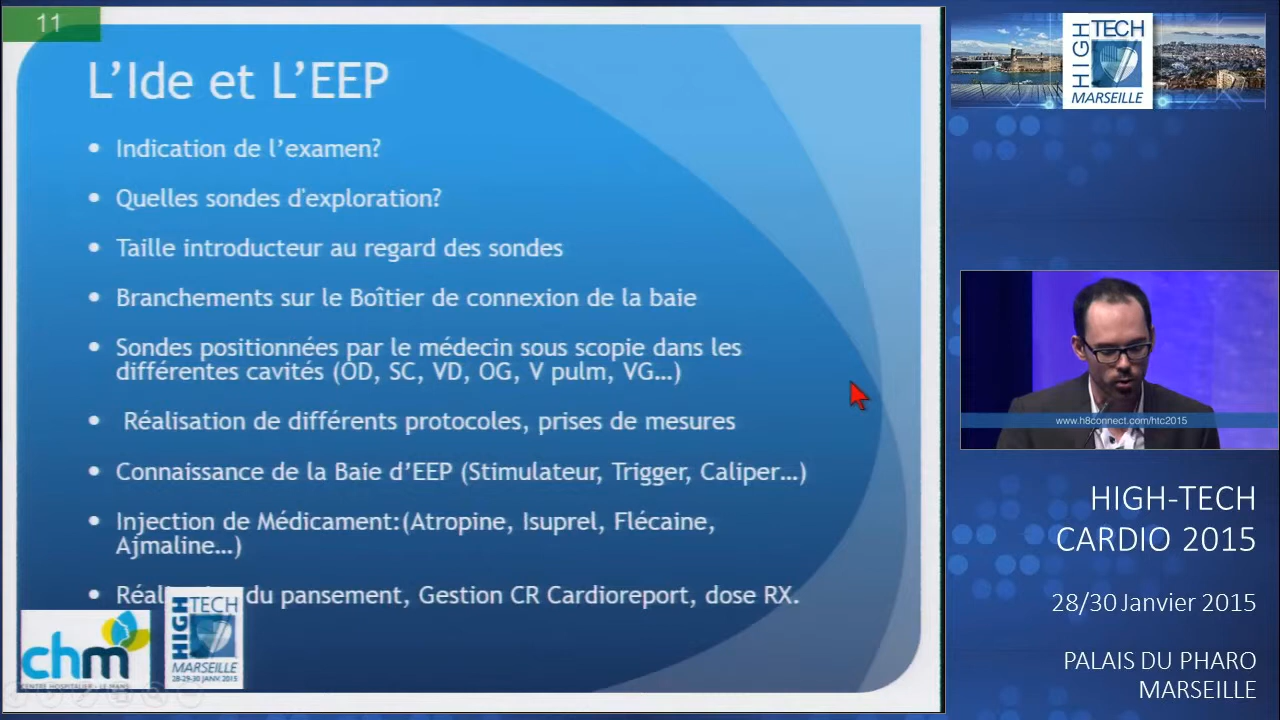 11
L’Ide et L’EEP
• Indication de l’examen?
• Quelles sondes d'exploration?
• Taille introducteur au regard des sondes
• Branchements sur le Boîtier de connexion de la baie
• Sondes positionnées par le médecin sous scopie dans les
différentes cavités (OD, SC, VD, OG, V pulm, VG…)
• Réalisation de différents protocoles, prises de mesures
• Connaissance de la Baie d’EEP (Stimulateur, Trigger, Caliper…)
• Injection de Médicament:(Atropine, Isuprel, Flécaine,
Ajmaline…)
• du pansement, Gestion CR Cardioreport, dose RX.
chm
CENTRE HOSPITALIER - LE MANS
HIGH
TECH
MARSEILLE
28-29-30 JANV. 2015
HIGH
TECH
MARSEILLE
www.h8connect.com/htc2015
HIGH-TECH
CARDIO 2015
28/30 Janvier 2015
PALAIS DU PHARO
MARSEILLE